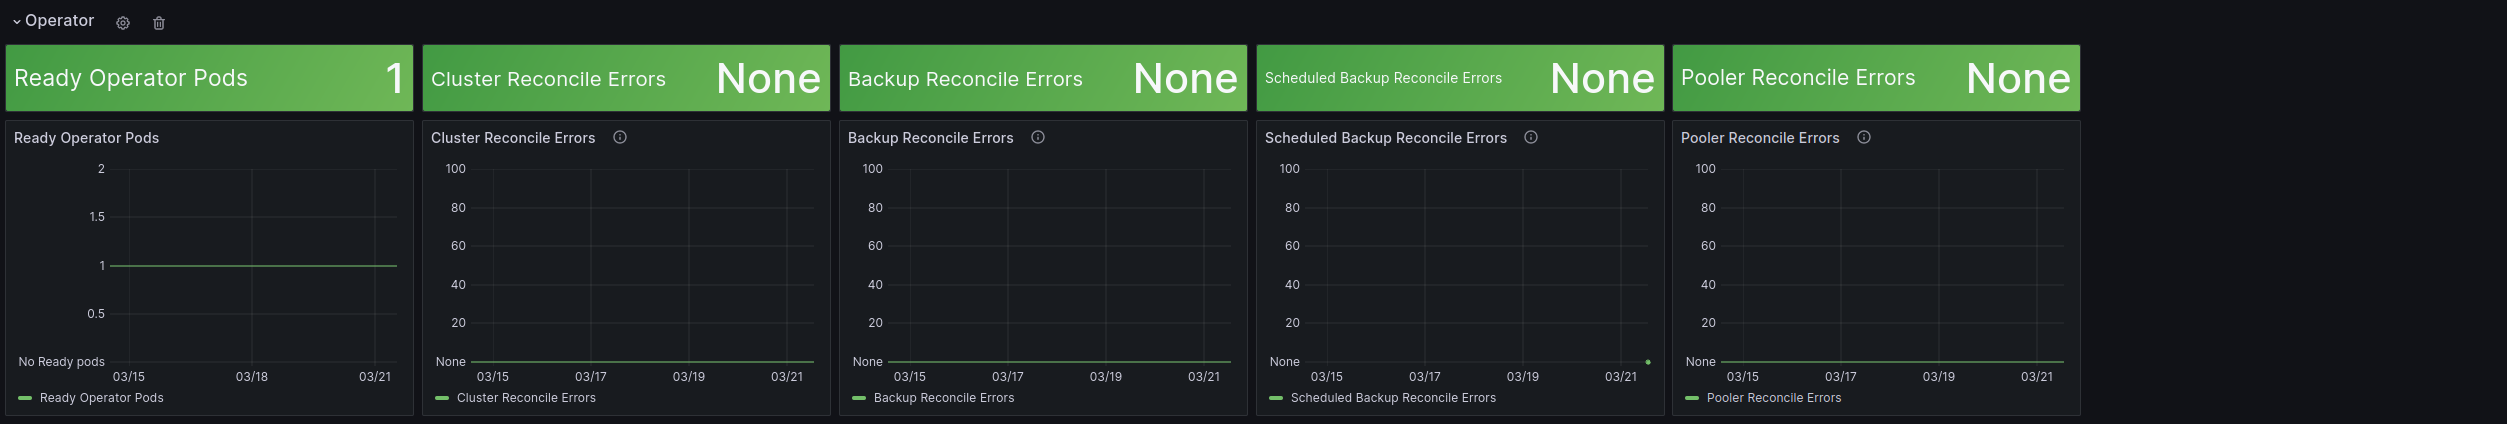 Operator
Ready Operator Pods 1
Cluster Reconcile Errors None
Backup Reconcile Errors None
Scheduled Backup Reconcile Errors None
Pooler Reconcile Errors None
Ready Operator Pods
2
1.5
1
0.5
No Ready pods
03/15 03/18 03/21
Ready Operator Pods
Cluster Reconcile Errors
100
80
60
40
20
None
03/15 03/17 03/19 03/21
Cluster Reconcile Errors
Backup Reconcile Errors
100
80
60
40
20
None
03/15 03/17 03/19 03/21
Backup Reconcile Errors
Scheduled Backup Reconcile Errors
100
80
60
40
20
None
03/15 03/17 03/19 03/21
Scheduled Backup Reconcile Errors
Pooler Reconcile Errors
100
80
60
40
20
None
03/15 03/17 03/19 03/21
Pooler Reconcile Errors